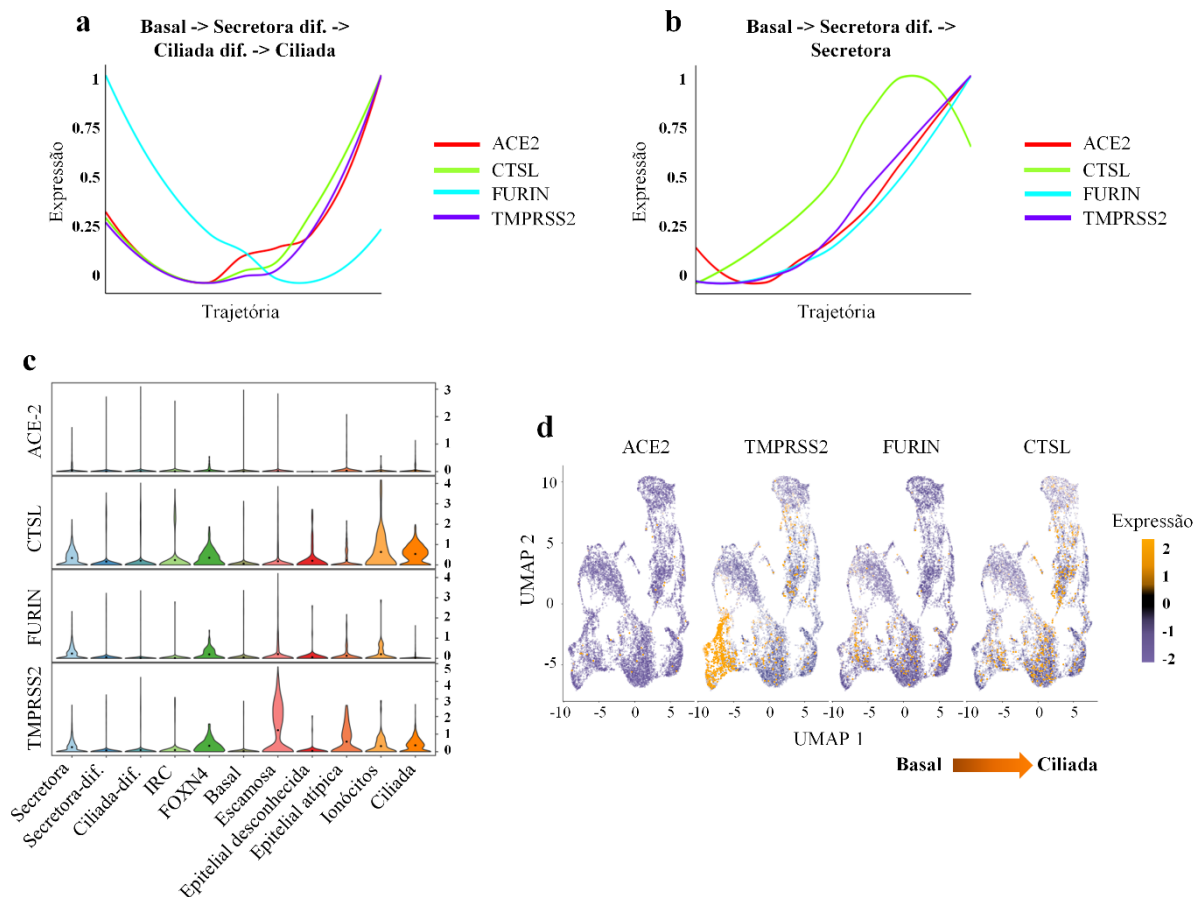 a
Basal -> Secretora dif. ->
Ciliada dif. -> Ciliada
1
0.75
0.5
0.25
0
Expressão
Trajetória
ACE2
CTSL
FURIN
TMPRSS2
b
Basal -> Secretora dif. ->
Secretora
1
0.75
0.5
0.25
0
Expressão
Trajetória
ACE2
CTSL
FURIN
TMPRSS2
c
ACE-2
3
2
1
0
CTSL
4
3
2
1
0
FURIN
4
3
2
1
0
TMPRSS2
5
4
3
2
1
0
Secretora
Secretora-dif.
Ciliada-dif.
IRC
FOXN4
Basal
Escamosa
Epitelial desconhecida
Epitelial atipica
Ionócitos
Ciliada
d
ACE2 TMPRSS2 FURIN CTSL
UMAP 2
10
5
0
-5
-10 -5 0 5 -10 -5 0 5 -10 -5 0 5 -10 -5 0 5
UMAP 1
Expressão
2
1
0
-1
-2
Basal Ciliada